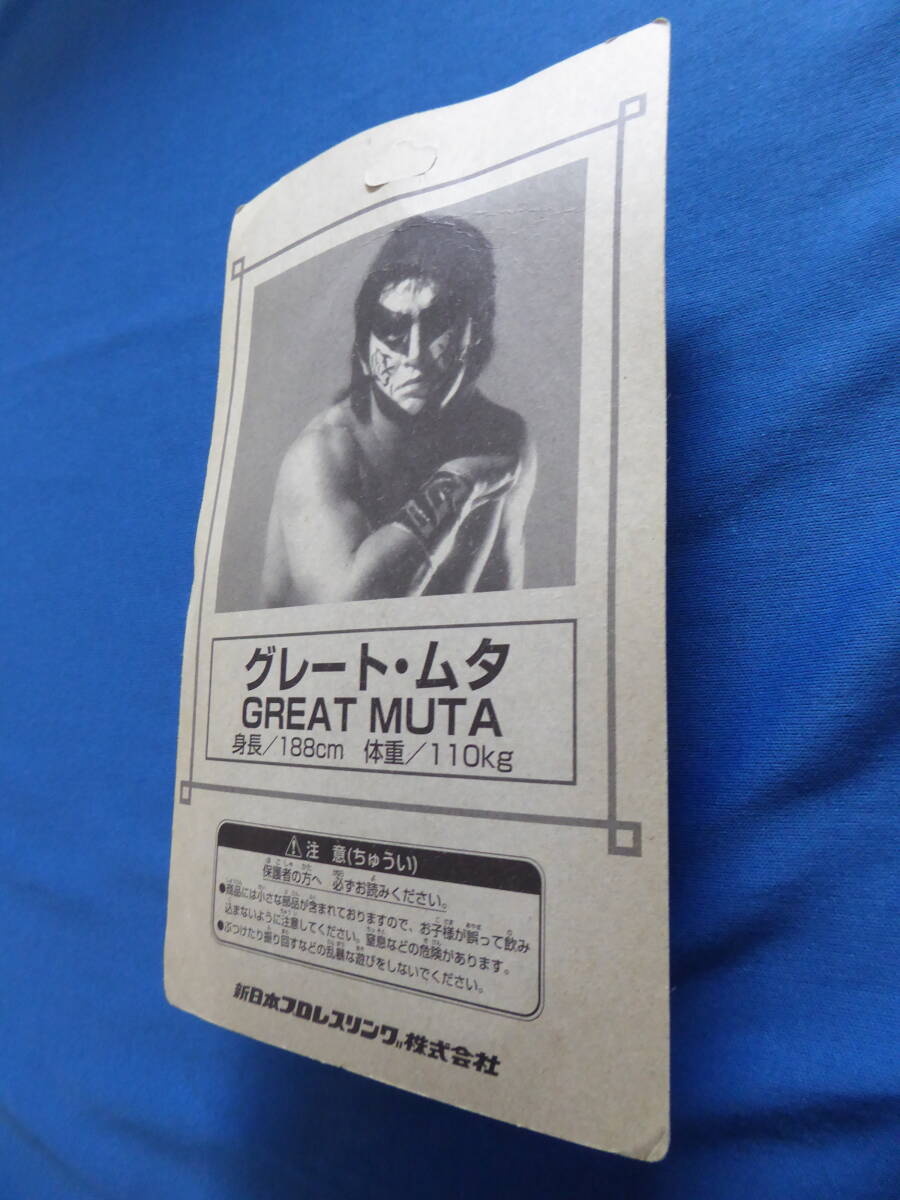 グレート・ムタ
GREAT MUTA
身長/188cm 体重/110kg
⚠注 意(ちゅうい)
保護者の方へ 必ずお読みください。
●商品には小さな部品が含まれておりますので、お子様が誤って飲み
込まないように注意してください。窒息などの危険があります。
●ぶつけたり振り回すなどの乱暴な遊びをしないでください。
新日本プロレスリング株式会社